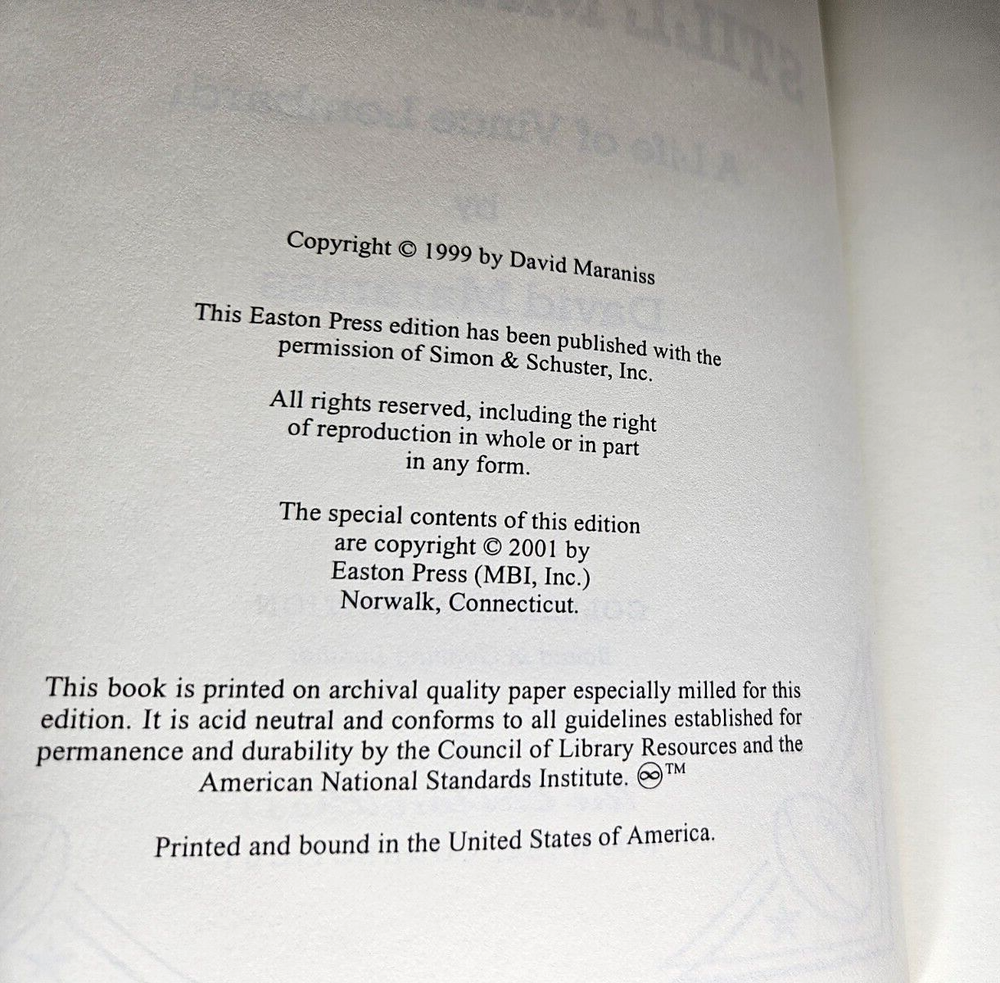 Copyright © 1999 by David Maraniss
This Easton Press edition has been published with the
permission of Simon & Schuster, Inc.
All rights reserved, including the right
of reproduction in whole or in part
in any form.
The special contents of this edition
are copyright © 2001 by
Easton Press (MBI, Inc.)
Norwalk, Connecticut.
This book is printed on archival quality paper especially milled for this
edition. It is acid neutral and conforms to all guidelines established for
permanence and durability by the Council of Library Resources and the
American National Standards Institute. ♾™
Printed and bound in the United States of America.